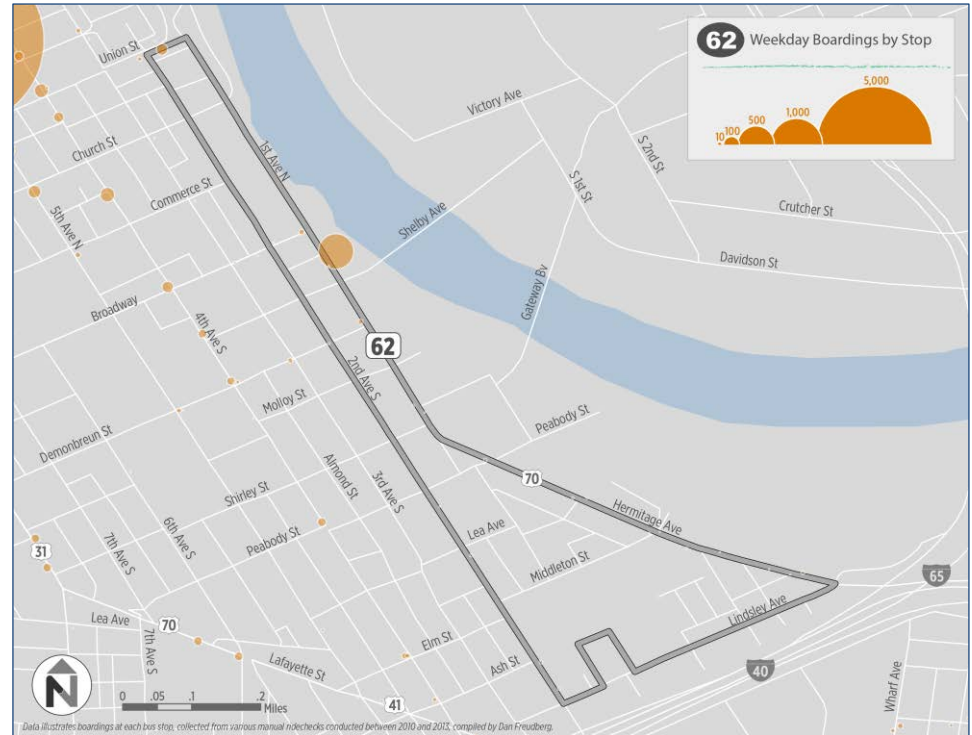 62 Weekday Boardings by Stop
5,000
1,000
500
100
10
Union St
Victory Ave
S 2nd St
Church St
1st Ave N
S 1st St
Commerce St
Crutcher St
5th Ave N
Shelby Ave
Davidson St
Gateway Bv
Broadway
4th Ave S
62
2nd Ave S
Molloy St
Peabody St
Demonbreun St
Almond St
3rd Ave S
70
Shirley St
Hermitage Ave
6th Ave S
Lea Ave
Peabody St
31
7th Ave S
Middleton St
65
Lindsley Ave
Lea Ave
70
7th Ave S
Elm St
Lafayette St
Ash St
40
Wharf Ave
N
0 .05 .1 .2
Miles
41
Data illustrates boardings at each bus stop, collected from various manual ridechecks conducted between 2010 and 2013, compiled by Dan Freudberg.